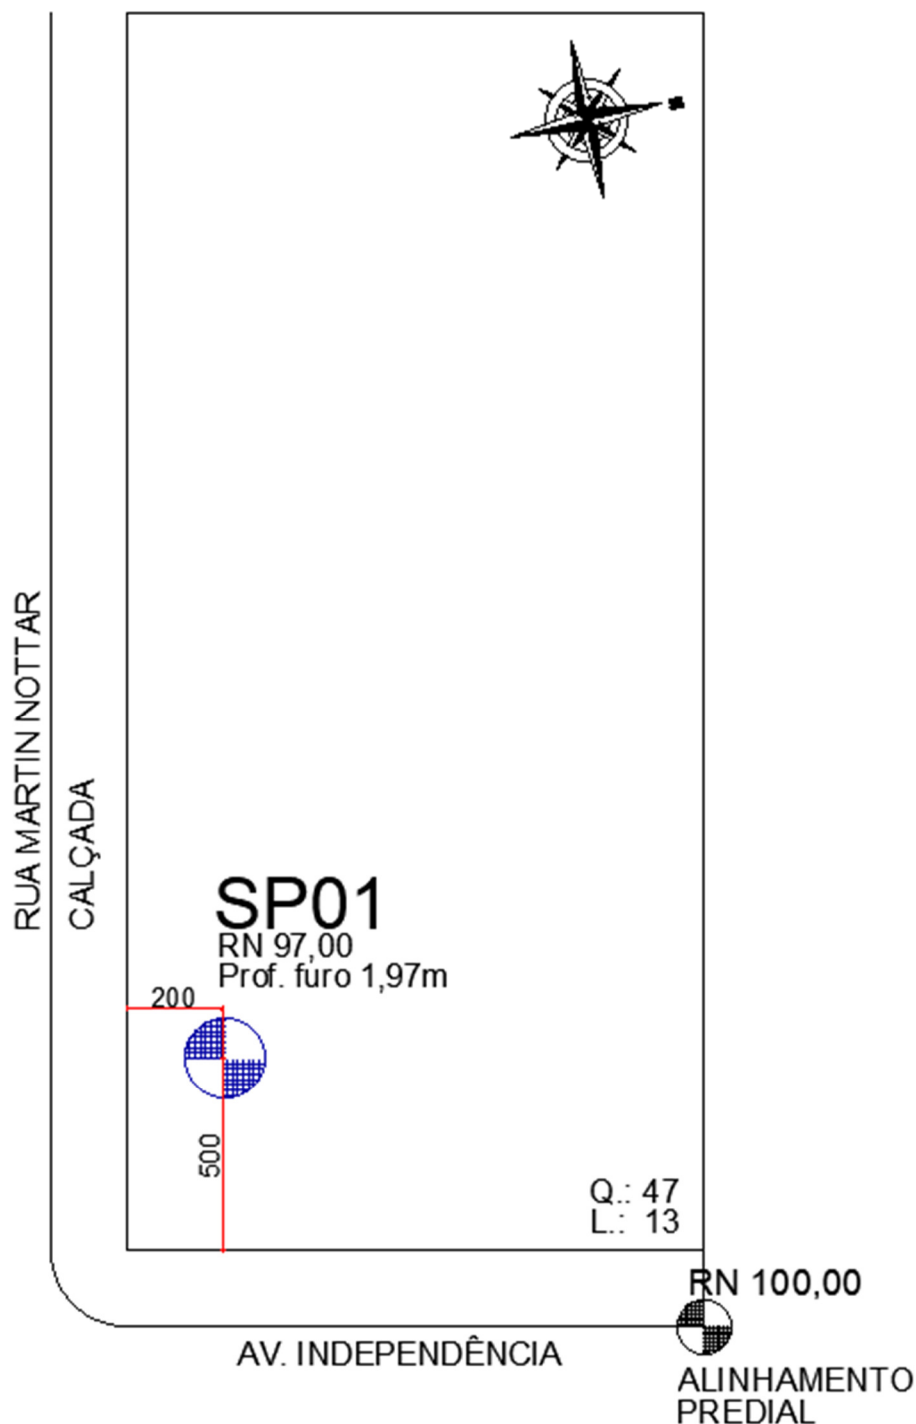 RUA MARTIN NOTTAR
CALÇADA
SP01
RN 97,00
Prof. furo 1,97m
200
500
Q.: 47
L.: 13
RN 100,00
AV. INDEPENDÊNCIA
ALINHAMENTO
PREDIAL